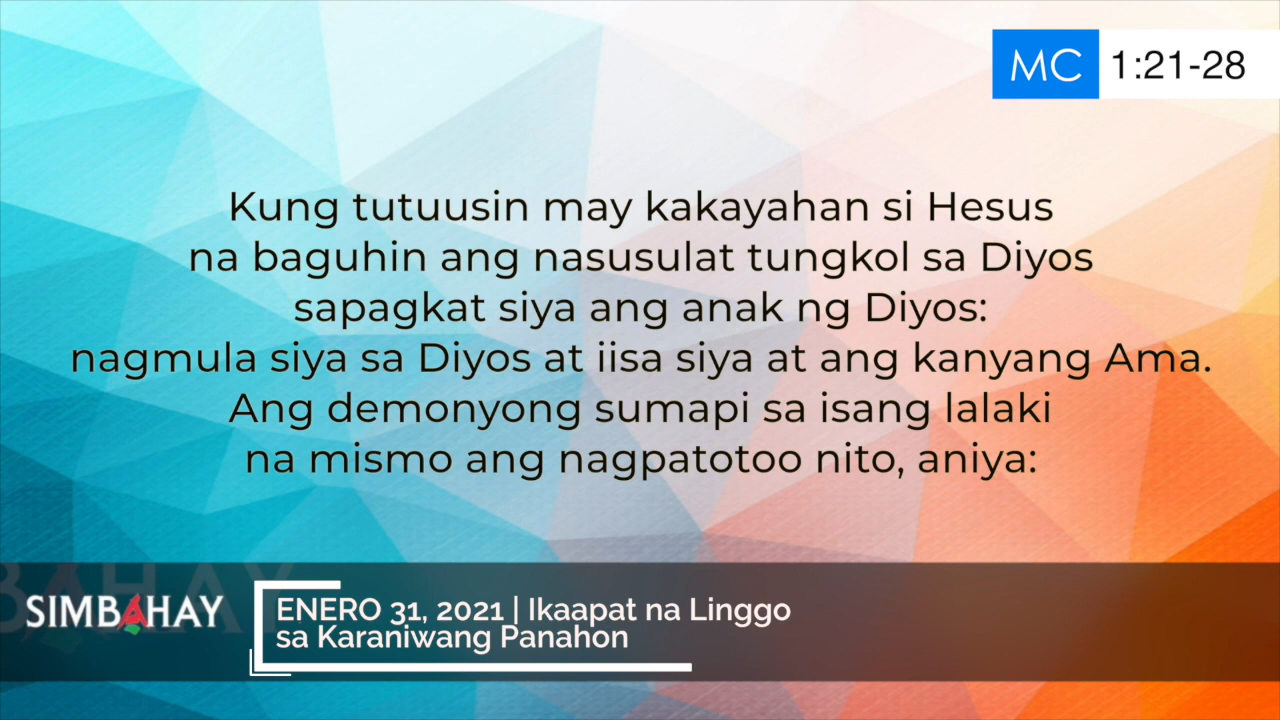 MC 1:21-28
Kung tutuusin may kakayahan si Hesus
na baguhin ang nasusulat tungkol sa Diyos
sapagkat siya ang anak ng Diyos:
nagmula siya sa Diyos at iisa siya at ang kanyang Ama.
Ang demonyong sumapi sa isang lalaki
na mismo ang nagpatotoo nito, aniya:
SIMBAHAY
ENERO 31, 2021 | Ikaapat na Linggo
sa Karaniwang Panahon